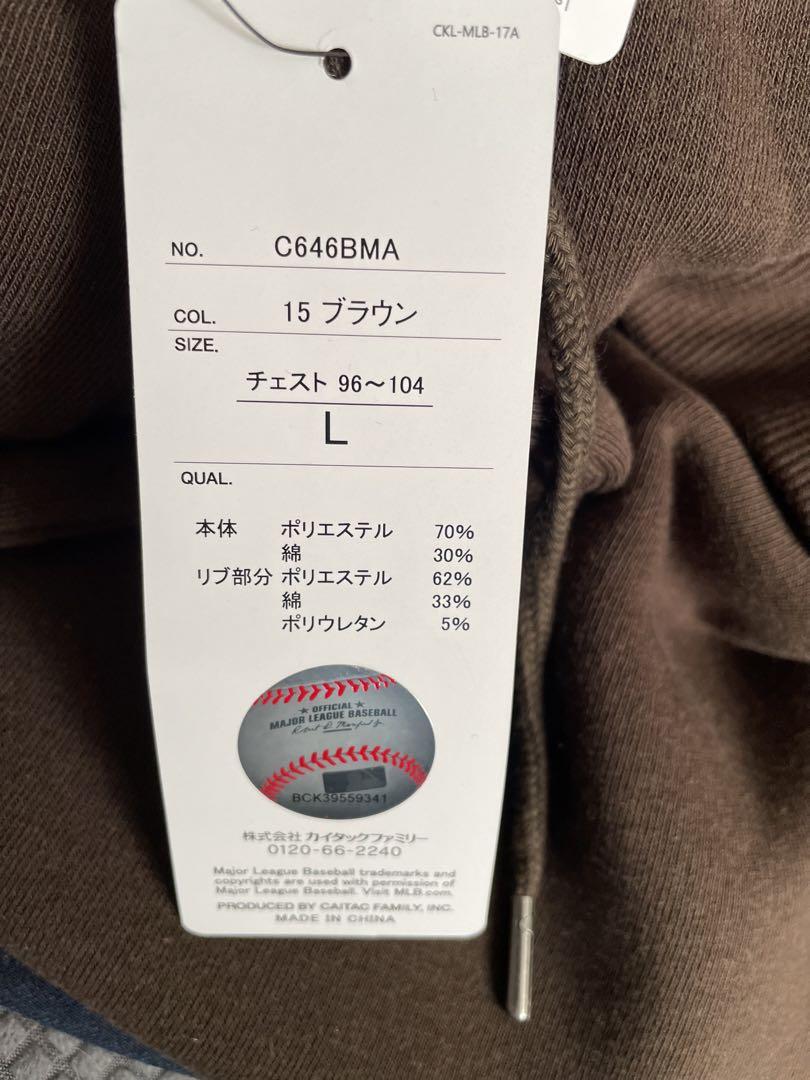 CKL-MLB-17A
NO. C646BMA
COL. 15 ブラウン
SIZE.
チェスト 96〜104
L
QUAL.
本体 ポリエステル 70%
綿 30%
リブ部分 ポリエステル 62%
綿 33%
ポリウレタン 5%
★ OFFICIAL ★
MAJOR LEAGUE BASEBALL
BCK39559341
株式会社 カイタックファミリー
0120-66-2240
Major League Baseball trademarks and
copyrights are used with permission of
Major League Baseball. Visit MLB.com.
PRODUCED BY CAITAC FAMILY, INC.
MADE IN CHINA